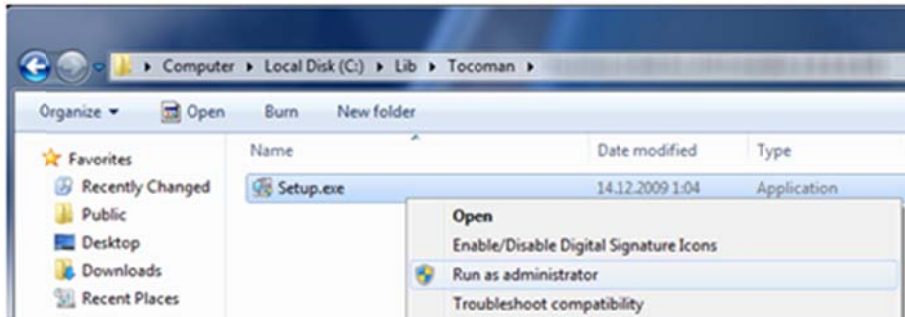 Computer ▸ Local Disk (C:) ▸ Lib ▸ Tocoman ▸
Organize ▾ Open Burn New folder
Name Date modified Type
Favorites
Recently Changed
Public
Desktop
Downloads
Recent Places
Setup.exe 14.12.2009 1:04 Application
Open
Enable/Disable Digital Signature Icons
Run as administrator
Troubleshoot compatibility